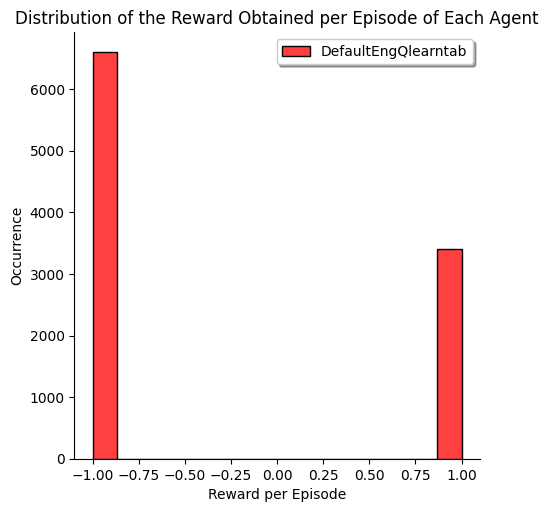 Distribution of the Reward Obtained per Episode of Each Agent
DefaultEngQlearntab
6000
5000
4000
3000
2000
1000
0
Occurrence
−1.00 −0.75 −0.50 −0.25 0.00 0.25 0.50 0.75 1.00
Reward per Episode